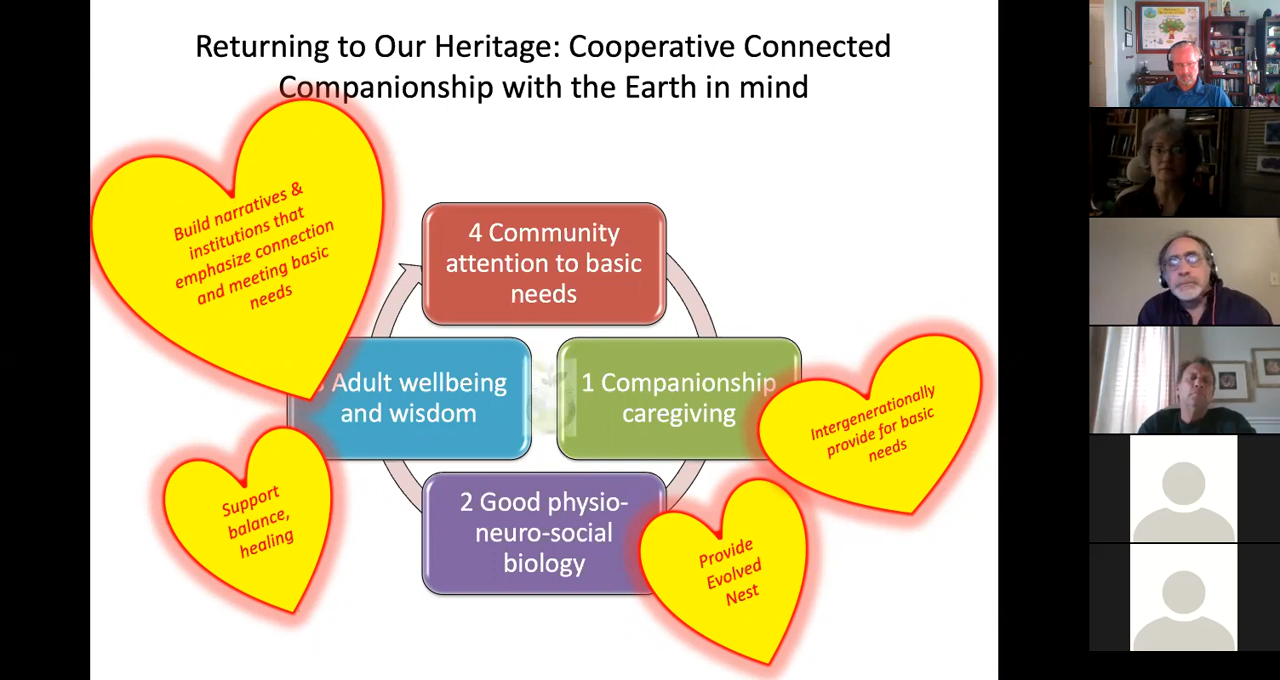 Returning to Our Heritage: Cooperative Connected
Companionship with the Earth in mind
Build narratives &
institutions that
emphasize connection
and meeting basic
needs
4 Community
attention to basic
needs
Adult wellbeing
and wisdom
1 Companionship
caregiving
Intergenerationally
provide for basic
needs
Support
balance,
healing
2 Good physio-
neuro-social
biology
Provide
Evolved
Nest